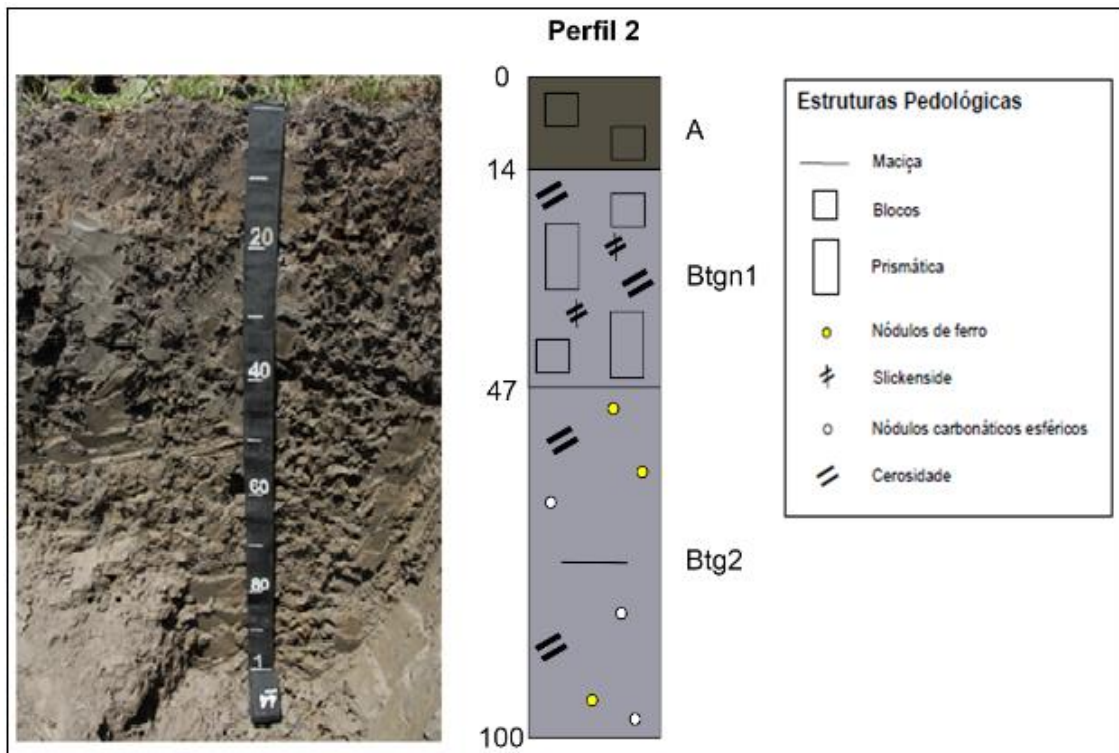 Perfil 2
0
A
14
Btgn1
47
Btg2
100
20
40
60
80
1
Estruturas Pedológicas
Maciça
Blocos
Prismática
Nódulos de ferro
Slickenside
Nódulos carbonáticos esféricos
Cerosidade